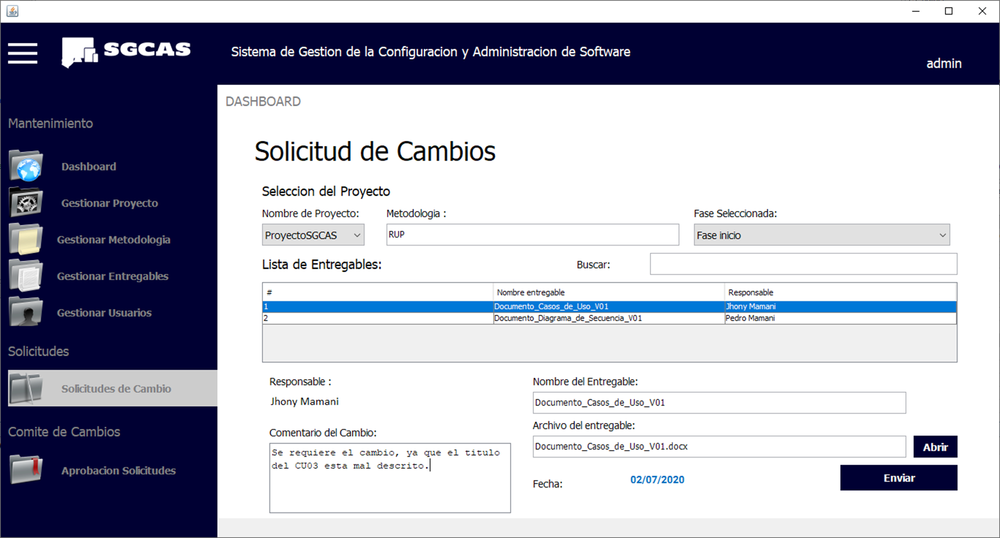 SGCAS
Sistema de Gestion de la Configuracion y Administracion de Software
admin
Mantenimiento
Dashboard
Gestionar Proyecto
Gestionar Metodologia
Gestionar Entregables
Gestionar Usuarios
Solicitudes
Solicitudes de Cambio
Comite de Cambios
Aprobacion Solicitudes
DASHBOARD
Solicitud de Cambios
Seleccion del Proyecto
Nombre de Proyecto: Metodologia : Fase Seleccionada:
ProyectoSGCAS RUP Fase inicio
Lista de Entregables: Buscar:
# Nombre entregable Responsable
1 Documento_Casos_de_Uso_V01 Jhony Mamani
2 Documento_Diagrama_de_Secuencia_V01 Pedro Mamani
Responsable :
Jhony Mamani
Comentario del Cambio:
Se requiere el cambio, ya que el titulo
del CU03 esta mal descrito.
Nombre del Entregable:
Documento_Casos_de_Uso_V01
Archivo del entregable:
Documento_Casos_de_Uso_V01.docx Abrir
Fecha: 02/07/2020 Enviar